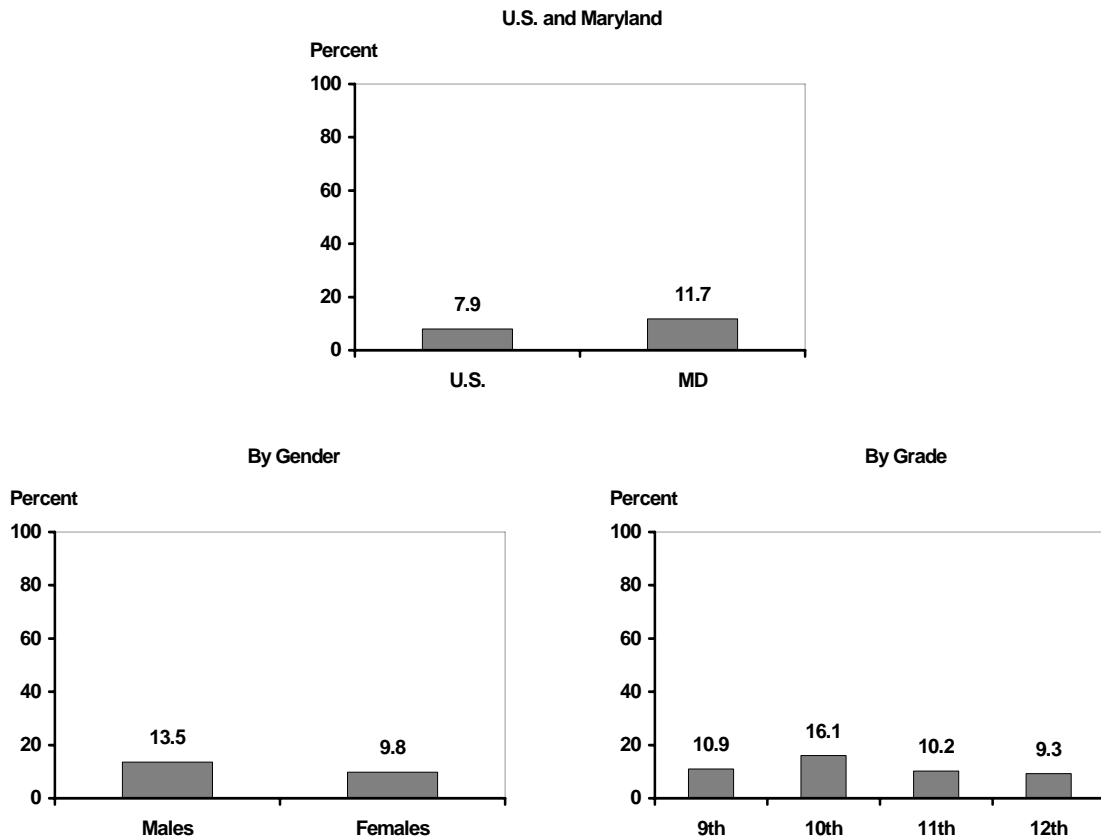 U.S. and Maryland
Percent
100
80
60
40
20
0
7.9
11.7
U.S.
MD
By Gender
Percent
100
80
60
40
20
0
13.5
9.8
Males
Females
By Grade
Percent
100
80
60
40
20
0
10.9
16.1
10.2
9.3
9th
10th
11th
12th